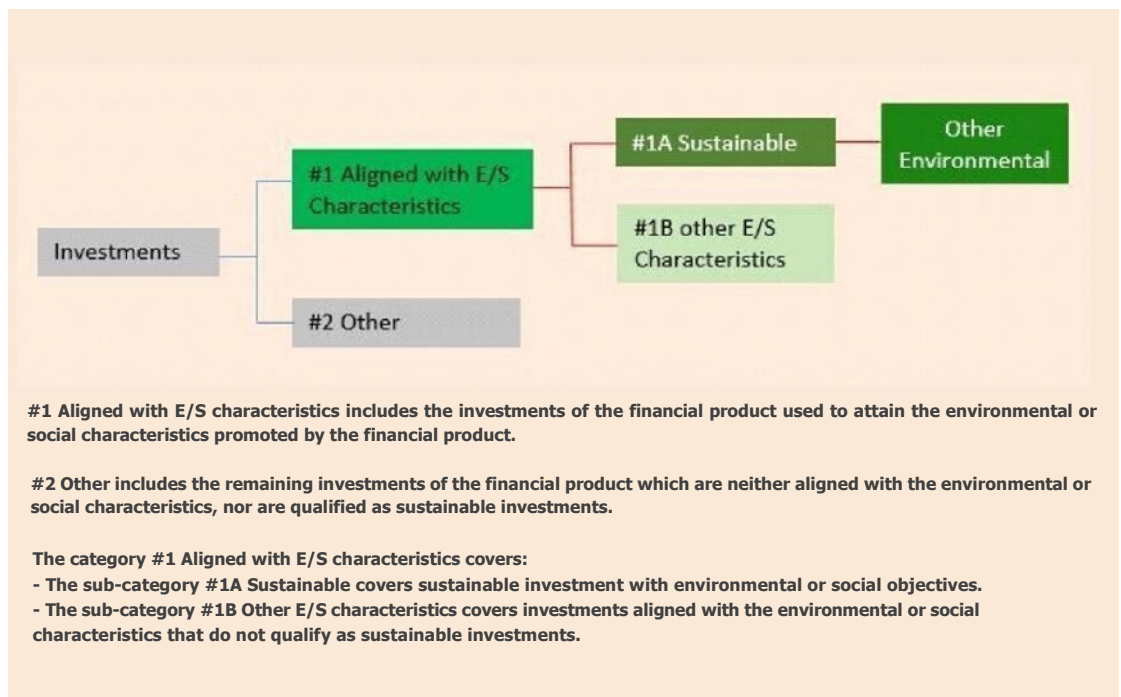 Other
Environmental
#1A Sustainable
#1 Aligned with E/S
Characteristics
#1B other E/S
Characteristics
Investments
#2 Other
#1 Aligned with E/S characteristics includes the investments of the financial product used to attain the environmental or
social characteristics promoted by the financial product.
#2 Other includes the remaining investments of the financial product which are neither aligned with the environmental or
social characteristics, nor are qualified as sustainable investments.
The category #1 Aligned with E/S characteristics covers:
- The sub-category #1A Sustainable covers sustainable investment with environmental or social objectives.
- The sub-category #1B Other E/S characteristics covers investments aligned with the environmental or social
characteristics that do not qualify as sustainable investments.